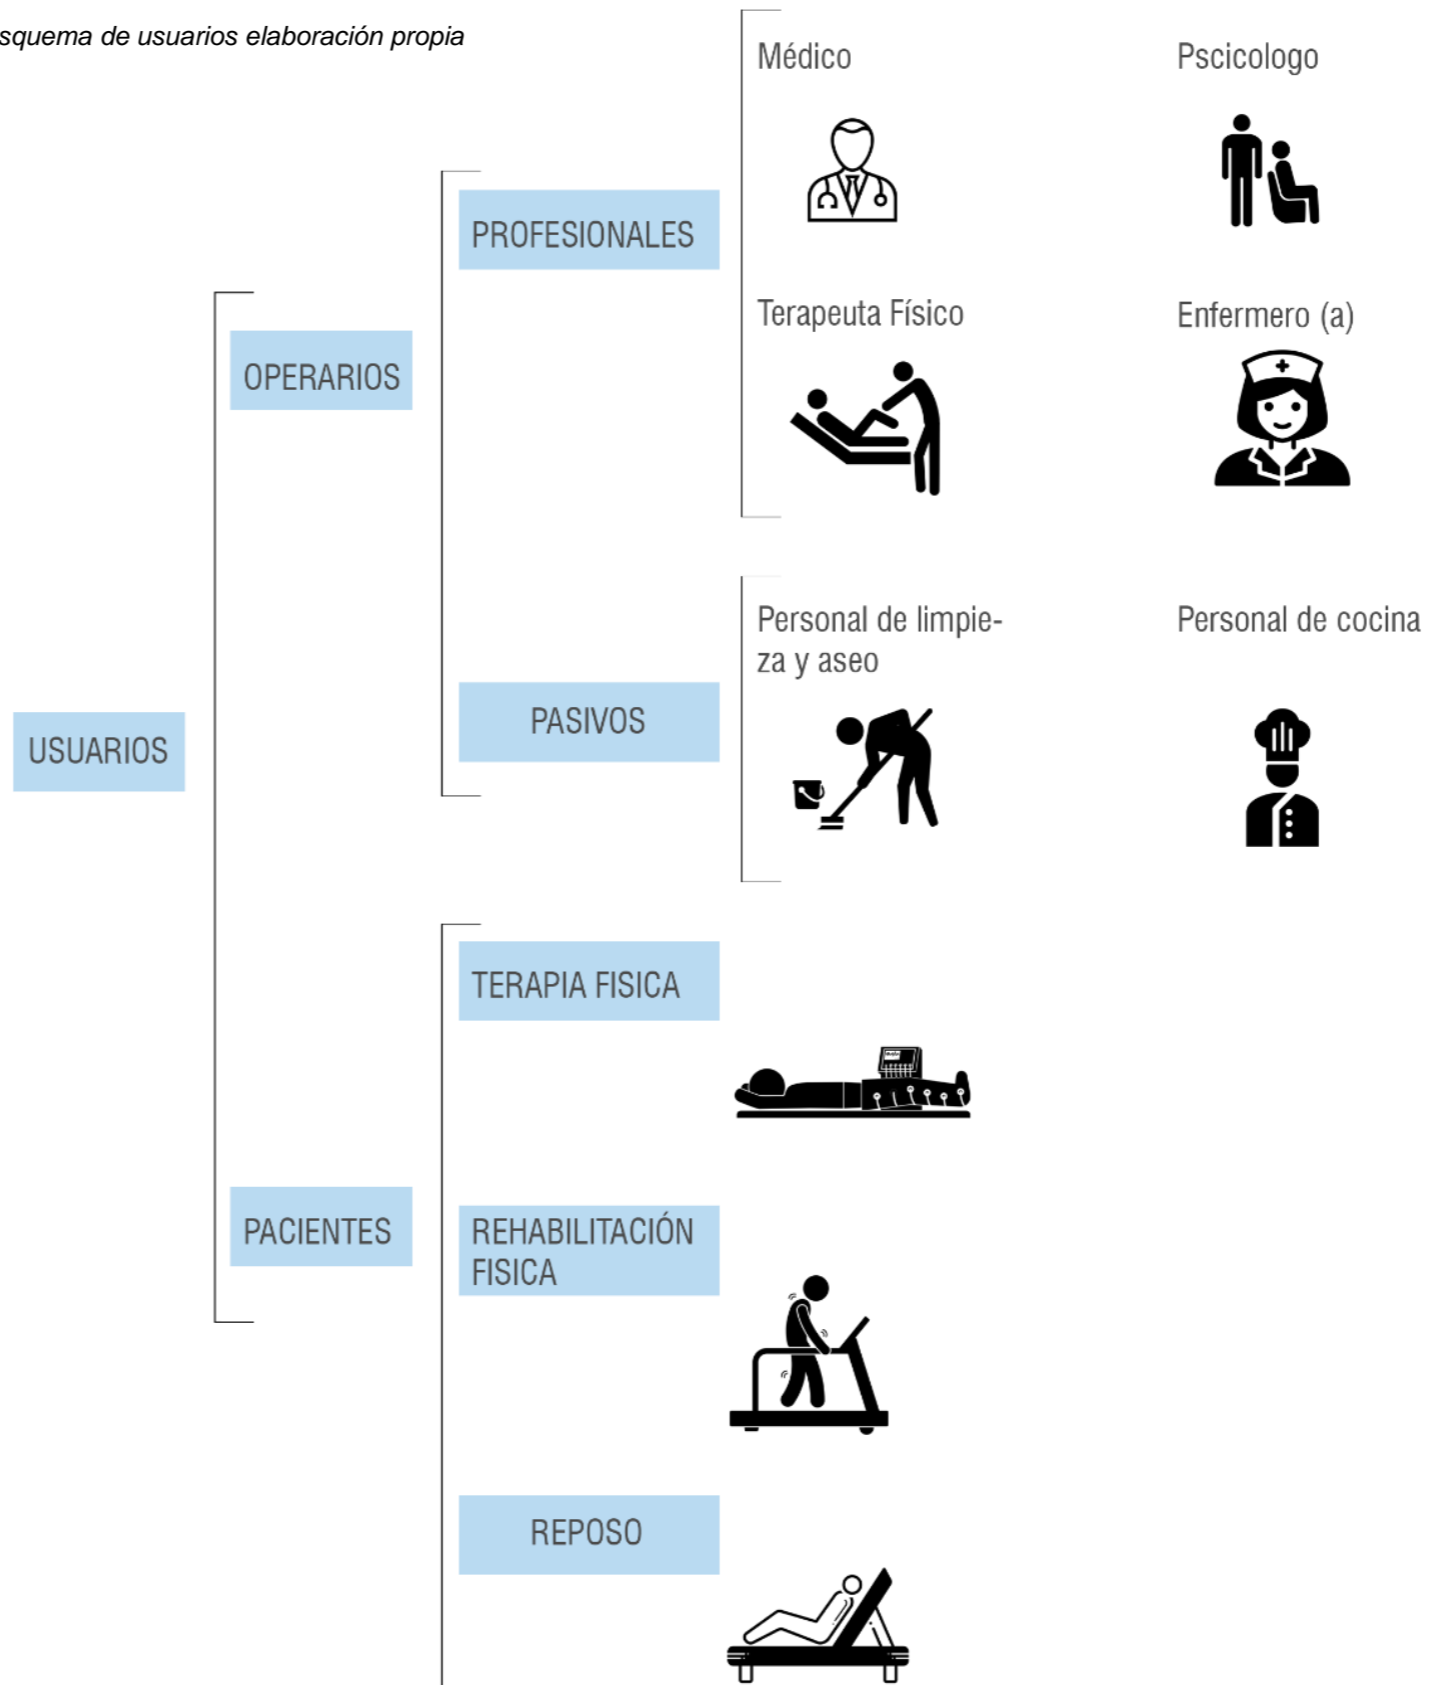 squema de usuarios elaboración propia
Médico
Pscicologo
PROFESIONALES
Terapeuta Físico
Enfermero (a)
OPERARIOS
Personal de limpie-
za y aseo
Personal de cocina
PASIVOS
USUARIOS
TERAPIA FISICA
PACIENTES
REHABILITACIÓN
FISICA
REPOSO